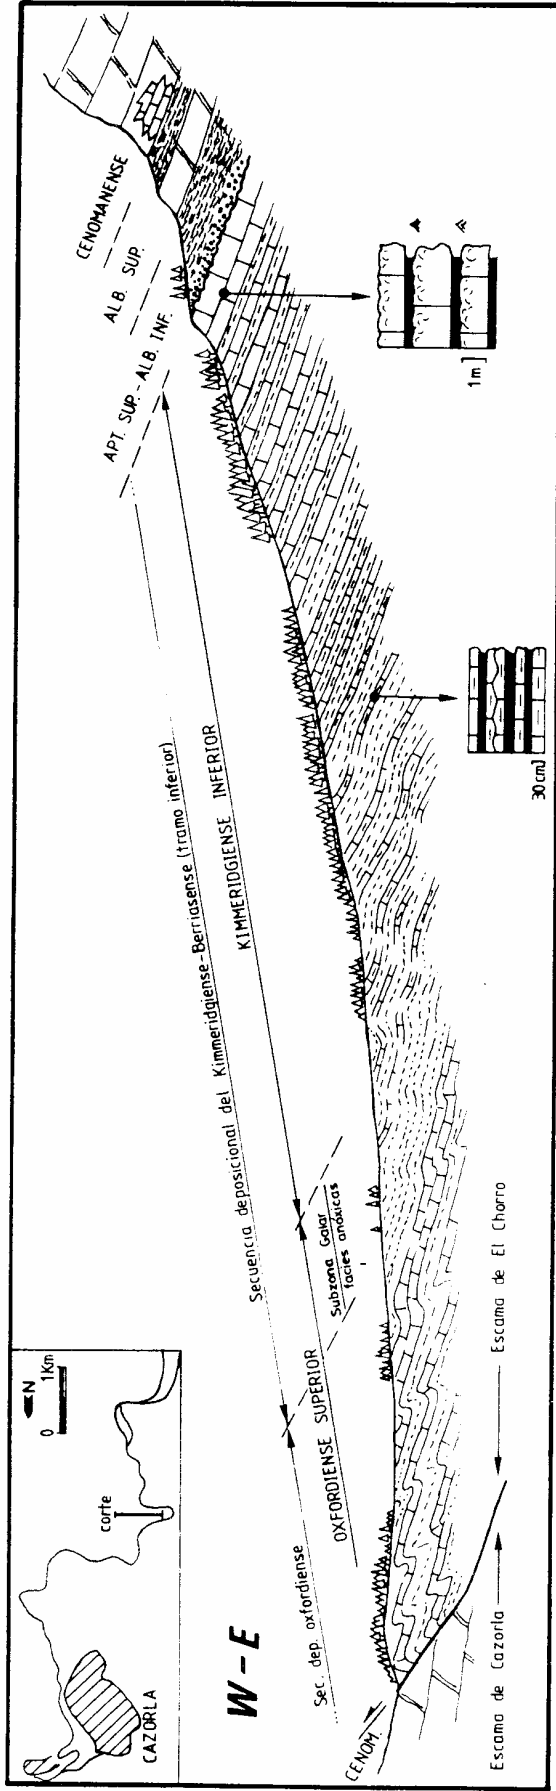 N
0 1Km
corte
CAZORLA
W-E
Sec. dep. oxfordiense
Secuencia deposicional del Kimmeridgiense-Berriasense (tramo inferior)
OXFORDIENSE SUPERIOR
KIMMERIDGIENSE INFERIOR
Subzona Galar
facies anóxicas
APT. SUP.- ALB. INF.
ALB. SUP.
CENOMANENSE
CENOM.
Escama de Cazorla
Escama de El Chorro
30cm
1m